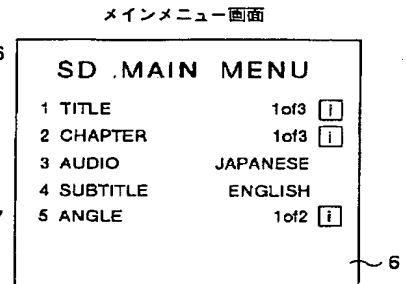 メインメニュー画面
6
SD .MAIN MENU
1 TITLE 1of3 i
2 CHAPTER 1of3 i
3 AUDIO JAPANESE
4 SUBTITLE ENGLISH
5 ANGLE 1of2 i
6